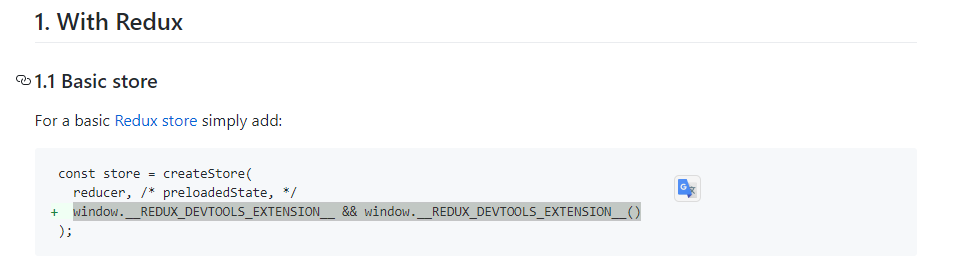 1. With Redux
1.1 Basic store
For a basic Redux store simply add:
const store = createStore(
reducer, /* preloadedState, */
+ window.__REDUX_DEVTOOLS_EXTENSION__ && window.__REDUX_DEVTOOLS_EXTENSION__()
);